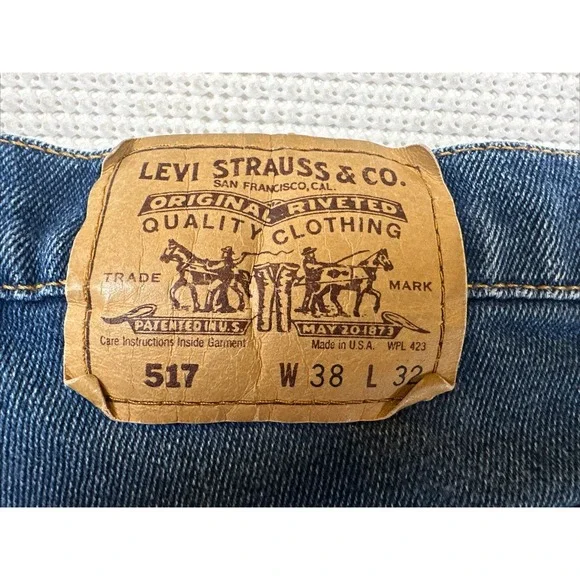 LEVI STRAUSS & CO.
SAN FRANCISCO, CAL.
ORIGINAL RIVETED
QUALITY CLOTHING
TRADE MARK
PATENTED IN U.S. MAY 20, 1873
Care Instructions Inside Garment Made in U.S.A. WPL 423
517 W 38 L 32